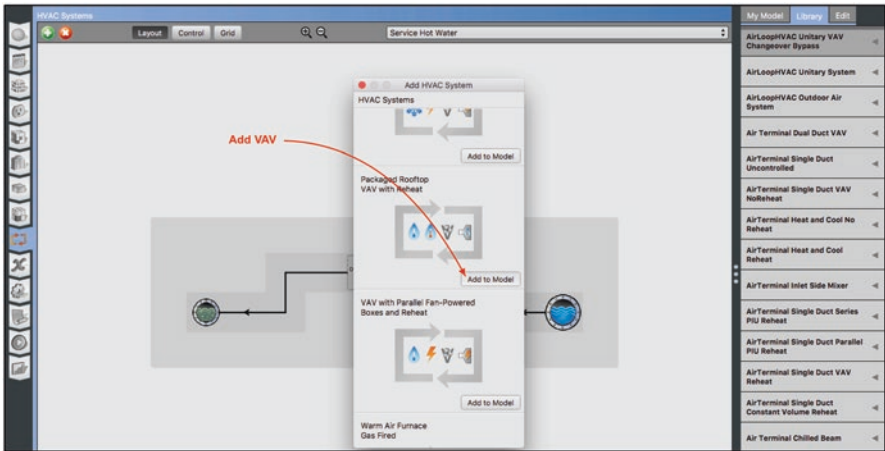 HVAC Systems
Layout
Control
Grid
Service Hot Water
My Model
Library
Edit
Add HVAC System
HVAC Systems
Add to Model
Add VAV
Packaged Rooftop
VAV with Reheat
Add to Model
VAV with Parallel Fan-Powered
Boxes and Reheat
Add to Model
Warm Air Furnace
Gas Fired
AirLoopHVAC Unitary VAV
Changeover Bypass
AirLoopHVAC Unitary System
AirLoopHVAC Outdoor Air
System
Air Terminal Dual Duct VAV
AirTerminal Single Duct
Uncontrolled
AirTerminal Single Duct VAV
NoReheat
AirTerminal Heat and Cool No
Reheat
AirTerminal Heat and Cool
Reheat
AirTerminal Inlet Side Mixer
AirTerminal Single Duct Series
PIU Reheat
AirTerminal Single Duct Parallel
PIU Reheat
AirTerminal Single Duct VAV
Reheat
AirTerminal Single Duct
Constant Volume Reheat
Air Terminal Chilled Beam